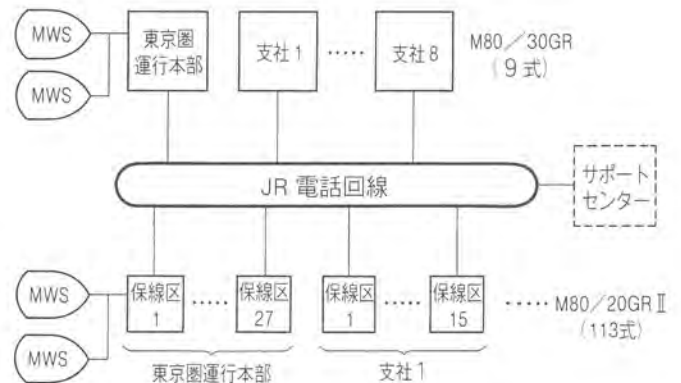 MWS
MWS
東京圏
運行本部
支社1
‥‥‥
支社8
M80/30GR
(9式)
JR電話回線
サポート
センター
MWS
MWS
保線区
1
‥‥‥
保線区
27
保線区
1
‥‥‥
保線区
15
‥‥‥M80/20GRⅡ
(113式)
東京圏運行本部
支社1